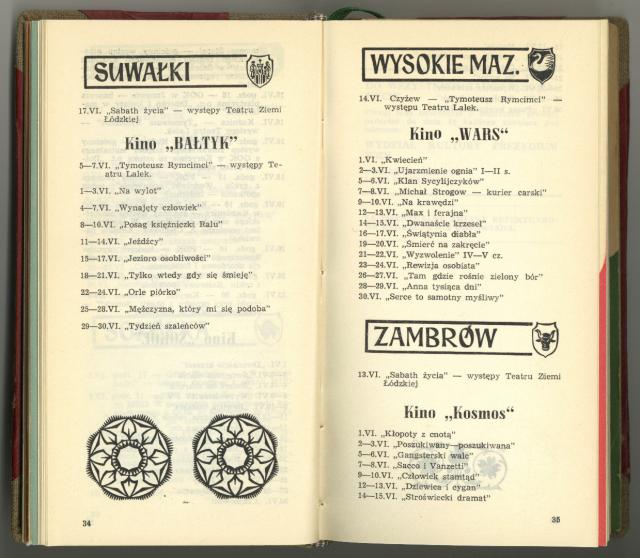 SUWAŁKI
17.VI. „Sabath życia” — występy Teatru Ziemi
Łódzkiej
Kino „BAŁTYK”
5—7.VI. „Tymoteusz Rymcimci” — występy Te-
atru Lalek.
1—3.VI. „Na wylot”
4—7.VI. „Wynajęty człowiek”
8—10.VI. „Posag księżniczki Ralu”
11—14.VI. „Jeźdźcy”
15—17.VI. „Jezioro osobliwości”
18—21.VI. „Tylko wtedy gdy się śmieję”
22—24.VI. „Orle piórko”
25—28.VI. „Mężczyzna, który mi się podoba”
29—30.VI. „Tydzień szaleńców”
34
WYSOKIE MAZ.
14.VI. Czyżew — „Tymoteusz Rymcimci” —
występu Teatru Lalek.
Kino „WARS”
1.VI. „Kwiecień”
2—3.VI. „Ujarzmienie ognia” I—II s.
5—6.VI. „Klan Sycylijczyków”
7—8.VI. „Michał Strogow — kurier carski”
9—10.VI. „Na krawędzi”
12—13.VI. „Max i ferajna”
14—15.VI. „Dwanaście krzeseł”
16—17.VI. „Świątynia diabła”
19—20.VI. „Śmierć na zakręcie”
21—22.VI. „Wyzwolenie” IV—V cz.
23—24.VI. „Rewizja osobista”
26—27.VI. „Tam gdzie rośnie zielony bór”
28—29.VI. „Anna tysiąca dni”
30.VI. „Serce to samotny myśliwy”
ZAMBRÓW
13.VI. „Sabath życia” — występy Teatru Ziemi
Łódzkiej
Kino „Kosmos”
1.VI. „Kłopoty z cnotą”
2—3.VI. „Poszukiwany—poszukiwana”
5—6.VI. „Gangsterski walc”
7—8.VI. „Sacco i Vanzetti”
9—10.VI. „Człowiek stamtąd”
12—13.VI. „Dziewica i cygan”
14—15.VI. „Strościecki dramat”
35